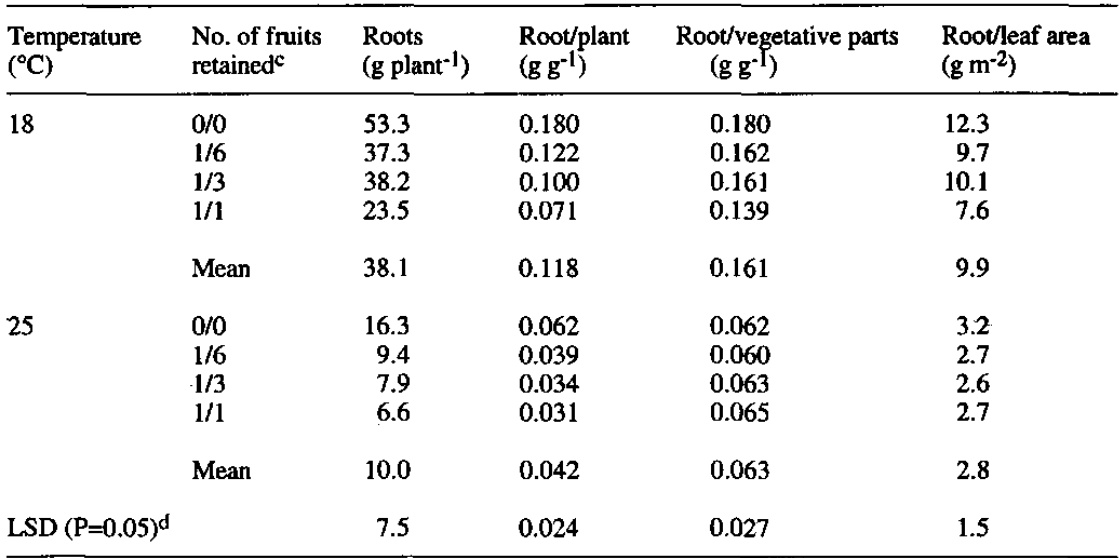 Temperature No. of fruits Roots Root/plant Root/vegetative parts Root/leaf area
(°C) retainedᶜ (g plant⁻¹) (g g⁻¹) (g g⁻¹) (g m⁻²)
18 0/0 53.3 0.180 0.180 12.3
1/6 37.3 0.122 0.162 9.7
1/3 38.2 0.100 0.161 10.1
1/1 23.5 0.071 0.139 7.6
Mean 38.1 0.118 0.161 9.9
25 0/0 16.3 0.062 0.062 3.2
1/6 9.4 0.039 0.060 2.7
1/3 7.9 0.034 0.063 2.6
1/1 6.6 0.031 0.065 2.7
Mean 10.0 0.042 0.063 2.8
LSD (P=0.05)ᵈ 7.5 0.024 0.027 1.5